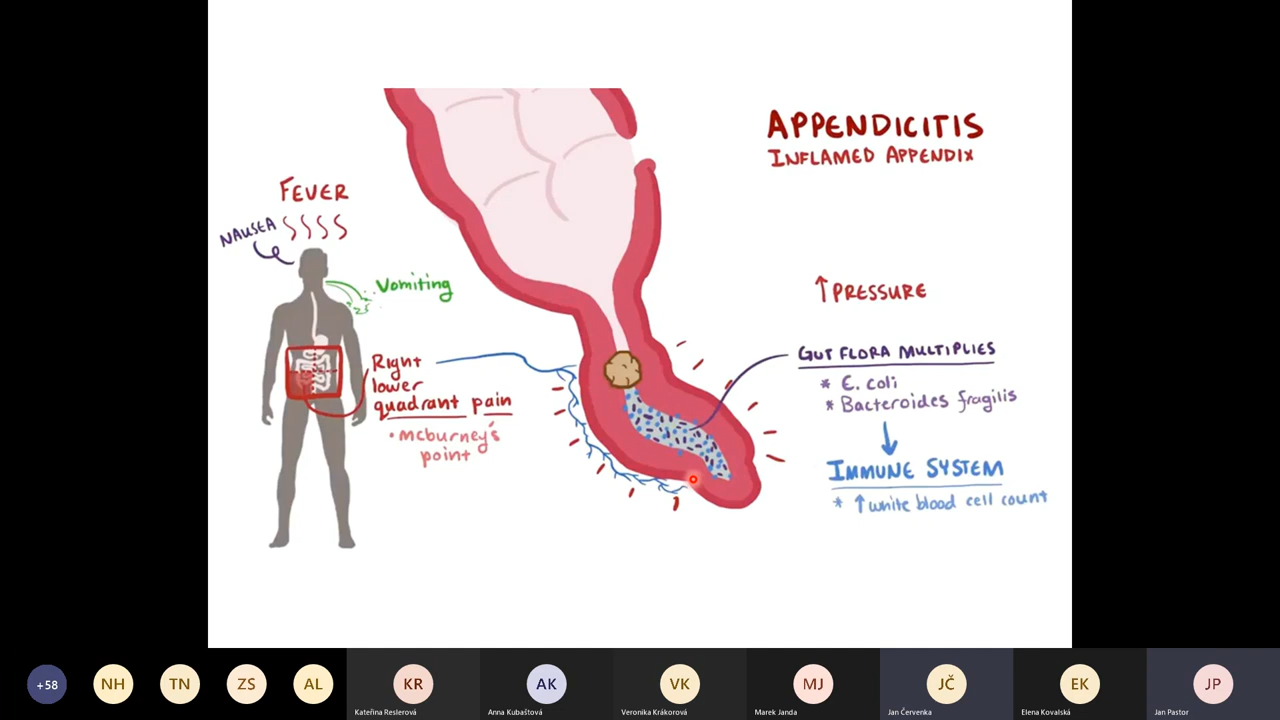 APPENDICITIS
INFLAMED APPENDIX
FEVER
NAUSEA
Vomiting
Right
lower
quadrant pain
• mcburney's
point
↑ PRESSURE
GUT FLORA MULTIPLIES
* E. coli
* Bacteroides fragilis
IMMUNE SYSTEM
* ↑ white blood cell count
+58
NH
TN
ZS
AL
KR
Kateřina Reslerová
AK
Anna Kubaštová
VK
Veronika Krákorová
MJ
Marek Janda
JČ
Jan Červenka
EK
Elena Kovalská
JP
Jan Pastor